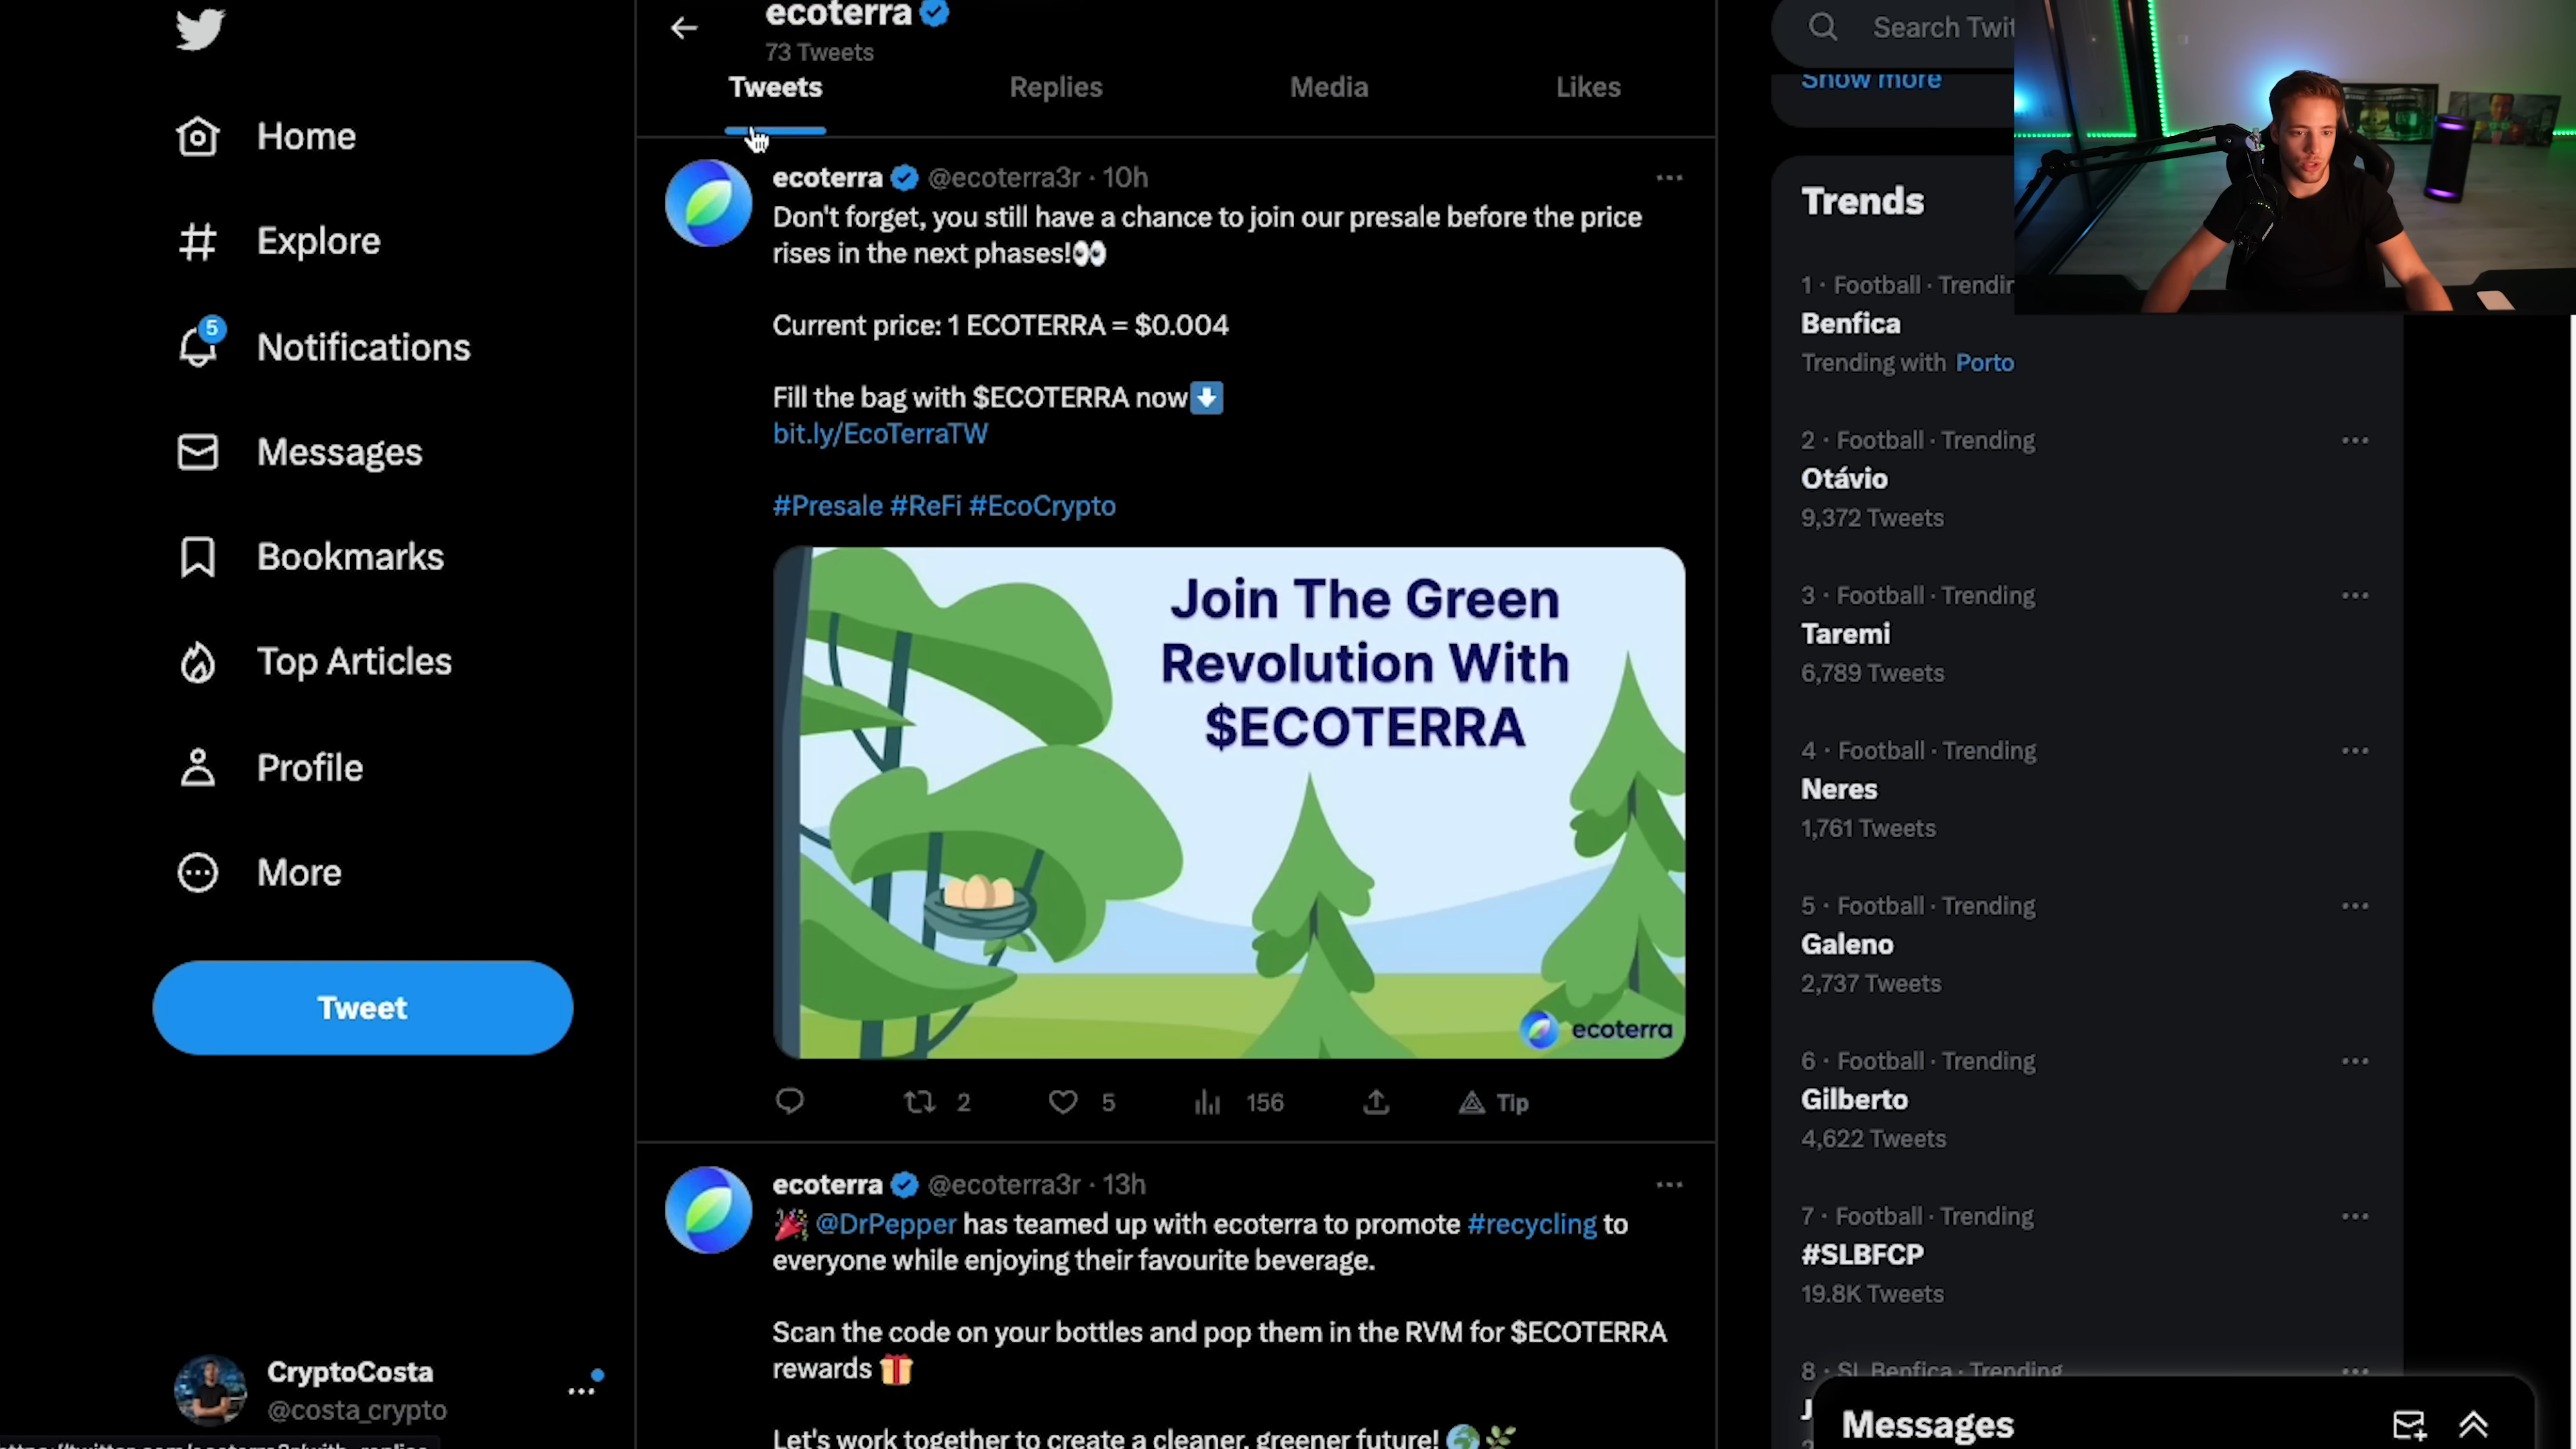 Home
Explore
5
Notifications
Messages
Bookmarks
Top Articles
Profile
More
Tweet
CryptoCosta
@costa_crypto
ecoterra
73 Tweets
Tweets
Replies
Media
Likes
ecoterra @ecoterra3r · 10h
Don't forget, you still have a chance to join our presale before the price
rises in the next phases!👀
Current price: 1 ECOTERRA = $0.004
Fill the bag with $ECOTERRA now⬇️
bit.ly/EcoTerraTW
#Presale #ReFi #EcoCrypto
Join The Green
Revolution With
$ECOTERRA
ecoterra
2
5
156
Tip
ecoterra @ecoterra3r · 13h
🎉 @DrPepper has teamed up with ecoterra to promote #recycling to
everyone while enjoying their favourite beverage.
Scan the code on your bottles and pop them in the RVM for $ECOTERRA
rewards 🎁
Let's work together to create a cleaner, greener future! 🌍🌿
Search Twit
Show more
Trends
1 · Football · Trendin
Benfica
Trending with Porto
2 · Football · Trending
Otávio
9,372 Tweets
3 · Football · Trending
Taremi
6,789 Tweets
4 · Football · Trending
Neres
1,761 Tweets
5 · Football · Trending
Galeno
2,737 Tweets
6 · Football · Trending
Gilberto
4,622 Tweets
7 · Football · Trending
#SLBFCP
19.8K Tweets
8 · SL Benfica · Trending
Messages